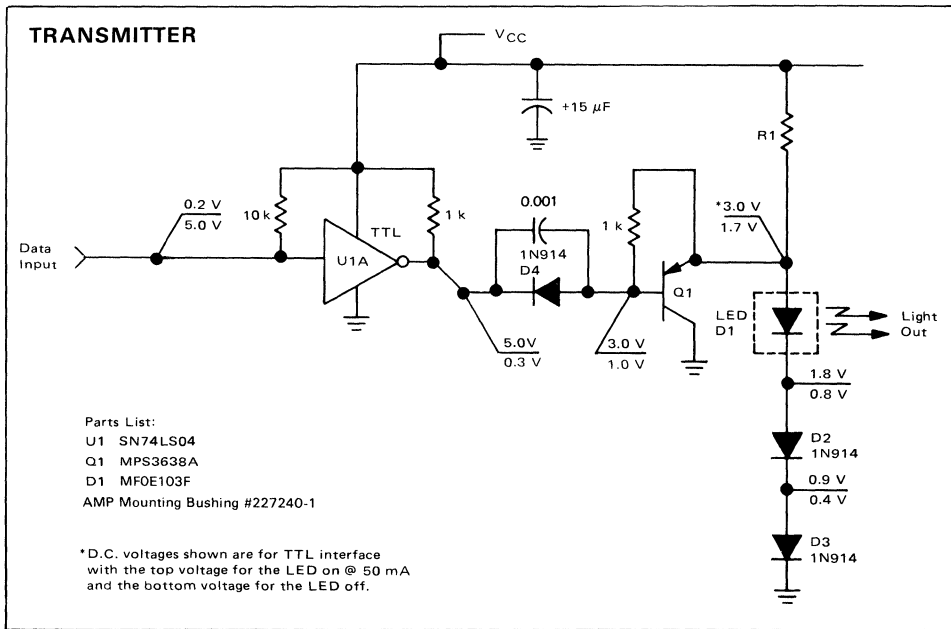 TRANSMITTER
VCC
+15 µF
R1
0.2 V
5.0 V
10 k
TTL
1 k
0.001
1 k
*3.0 V
1.7 V
Data
Input
U1A
1N914
D4
Q1
LED
D1
Light
Out
5.0V
0.3 V
3.0 V
1.0 V
1.8 V
0.8 V
Parts List:
U1 SN74LS04
Q1 MPS3638A
D1 MF0E103F
AMP Mounting Bushing #227240-1
D2
1N914
0.9 V
0.4 V
D3
1N914
*D.C. voltages shown are for TTL interface
with the top voltage for the LED on @ 50 mA
and the bottom voltage for the LED off.